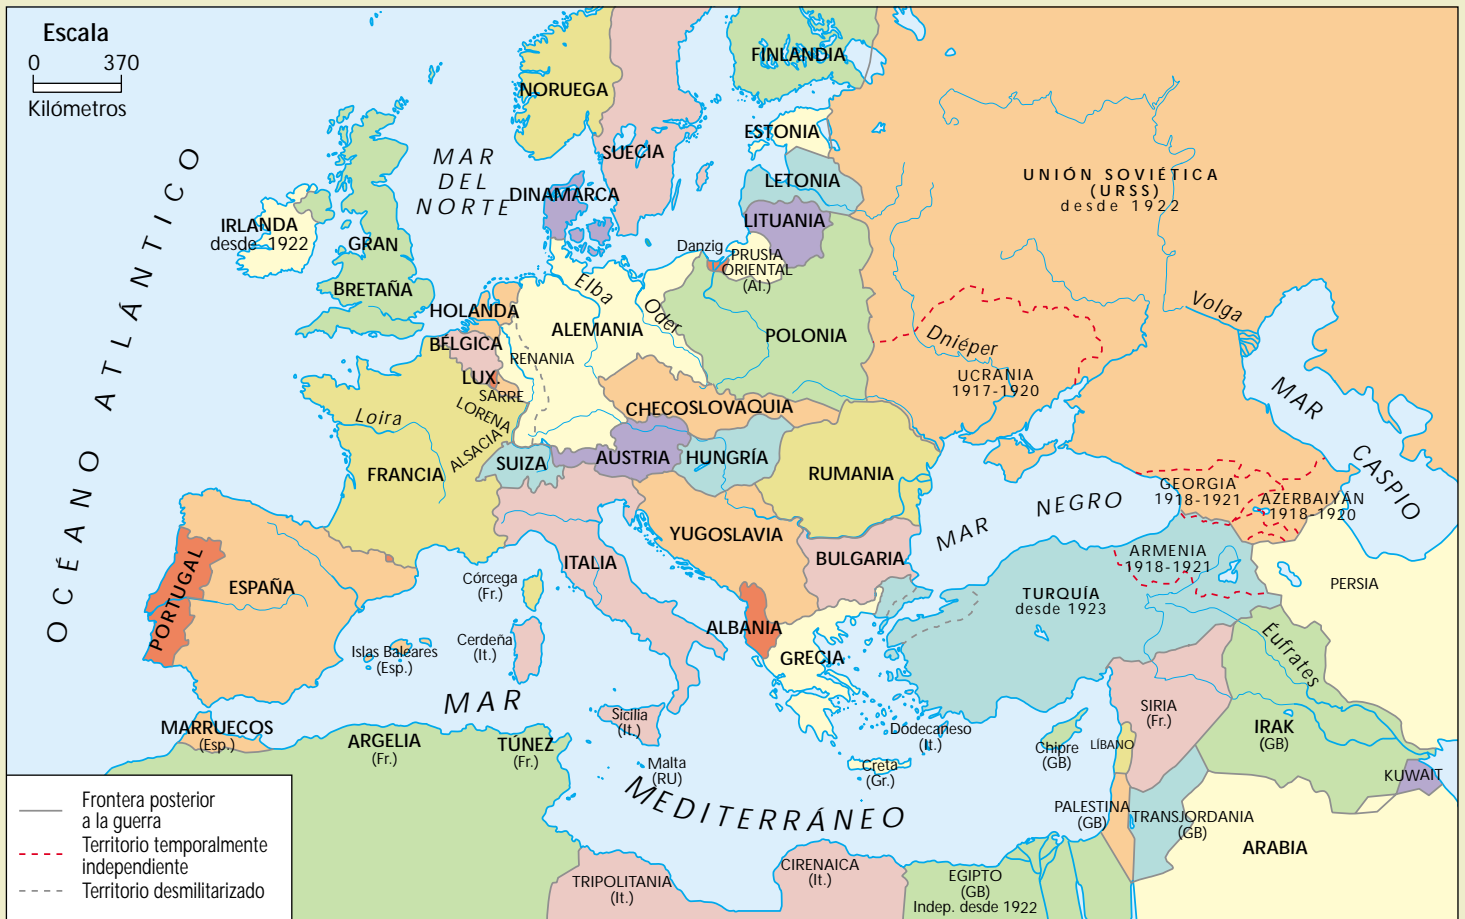 Escala
0 370
Kilómetros
OCÉANO ATLÁNTICO
MAR
DEL
NORTE
NORUEGA
SUECIA
FINLANDIA
ESTONIA
LETONIA
LITUANIA
DINAMARCA
IRLANDA
desde 1922
GRAN
BRETAÑA
UNIÓN SOVIÉTICA
(URSS)
desde 1922
Danzig
PRUSIA
ORIENTAL
(Al.)
HOLANDA
BÉLGICA
LUX.
SARRE
LORENA
ALSACIA
RENANIA
ALEMANIA
Elba
Oder
POLONIA
Dniéper
Volga
UCRANIA
1917-1920
MAR
CASPIO
Loira
FRANCIA
SUIZA
AUSTRIA
CHECOSLOVAQUIA
HUNGRÍA
RUMANIA
YUGOSLAVIA
BULGARIA
MAR NEGRO
GEORGIA
1918-1921
AZERBAIYÁN
1918-1920
ARMENIA
1918-1921
TURQUÍA
desde 1923
PERSIA
PORTUGAL
ESPAÑA
ITALIA
Córcega
(Fr.)
Cerdeña
(It.)
Islas Baleares
(Esp.)
ALBANIA
GRECIA
Éufrates
MAR
MEDITERRÁNEO
Sicilia
(It.)
Malta
(RU)
Creta
(Gr.)
Dodecaneso
(It.)
Chipre
(GB)
SIRIA
(Fr.)
LÍBANO
IRAK
(GB)
KUWAIT
PALESTINA
(GB)
TRANSJORDANIA
(GB)
ARABIA
MARRUECOS
(Esp.)
ARGELIA
(Fr.)
TÚNEZ
(Fr.)
TRIPOLITANIA
(It.)
CIRENAICA
(It.)
EGIPTO
(GB)
Indep. desde 1922
Frontera posterior
a la guerra
Territorio temporalmente
independiente
Territorio desmilitarizado